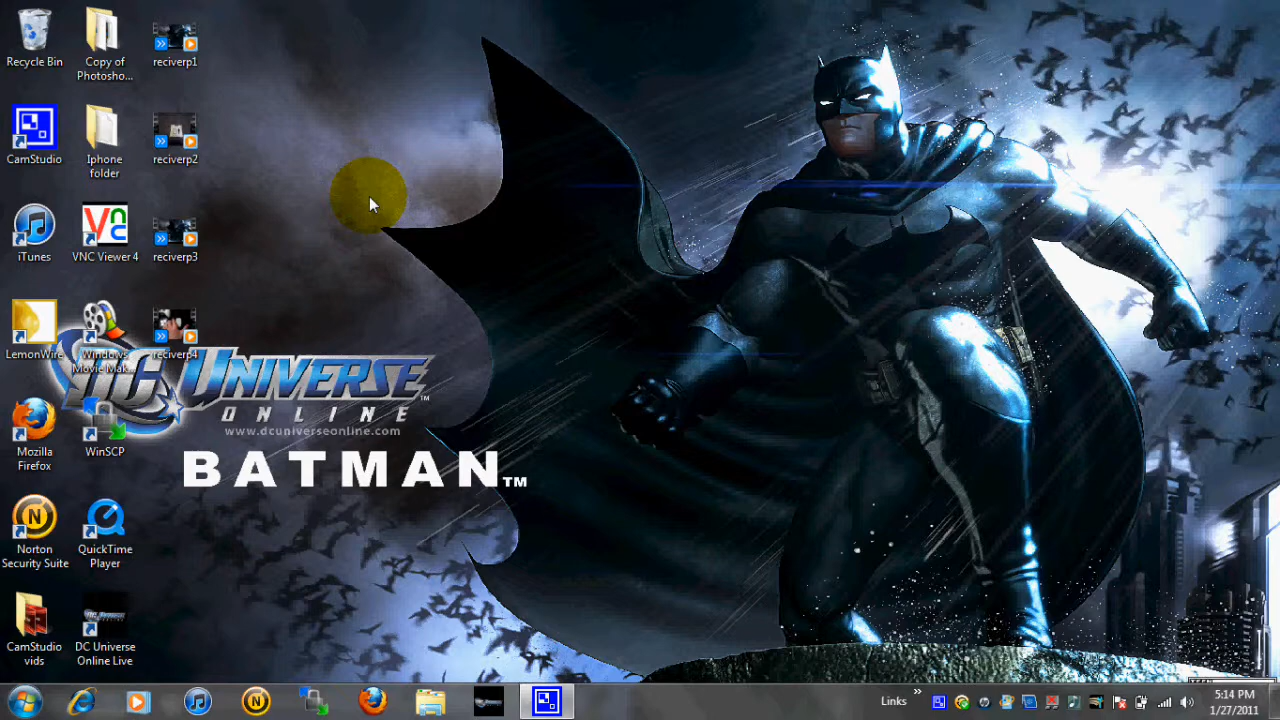 Recycle Bin
Copy of
Photosho...
reciverp1
CamStudio
Iphone
folder
reciverp2
iTunes
VNC Viewer 4
reciverp3
LemonWire
Windows
Movie Mak...
reciverp4
DC UNIVERSE™
ONLINE
www.dcuniverseonline.com
BATMAN™
Mozilla
Firefox
WinSCP
Norton
Security Suite
QuickTime
Player
CamStudio
vids
DC Universe
Online Live
Links
»
5:14 PM
1/27/2011